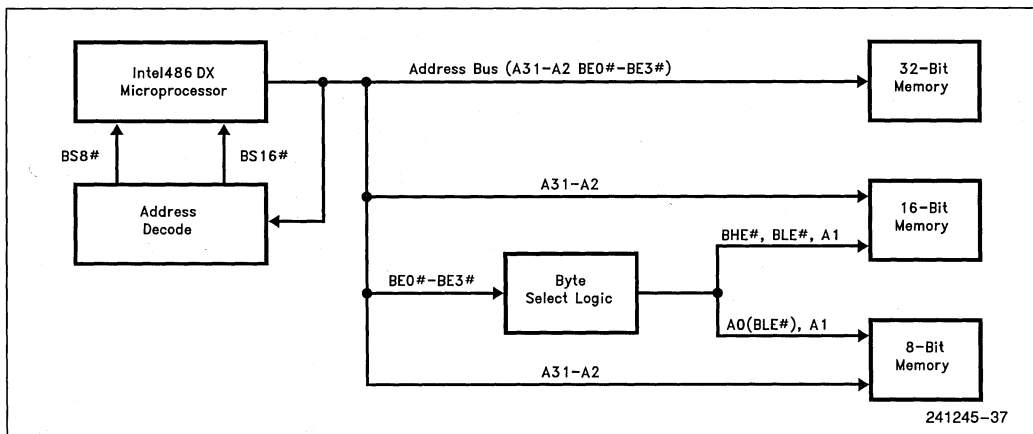 Intel486 DX
Microprocessor
Address Bus (A31-A2 BE0#-BE3#)
32-Bit
Memory
BS8#
BS16#
Address
Decode
A31-A2
16-Bit
Memory
BHE#, BLE#, A1
BE0#-BE3#
Byte
Select Logic
A0(BLE#), A1
8-Bit
Memory
A31-A2
241245-37